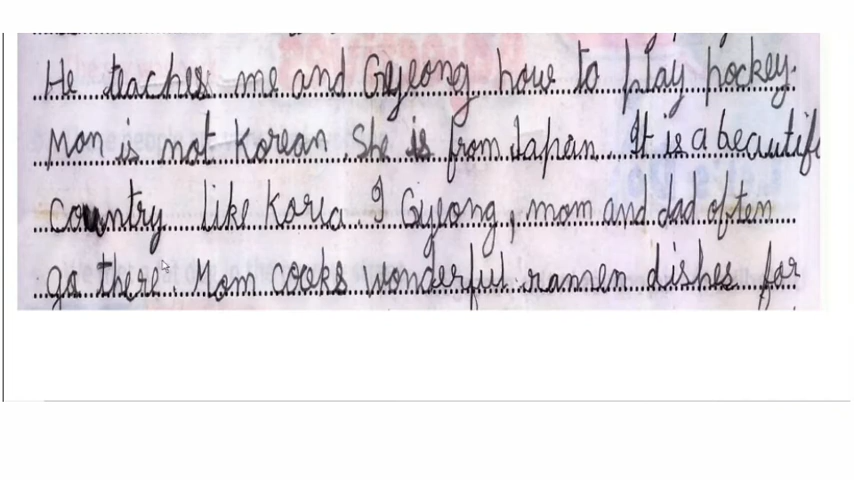 He teaches me and Gyeong how to play hockey.
Mom is not Korean. She is from Japan. It is a beautif
country like Korea. I Gyeong, mom and dad often
go there. Mom cooks wonderful ramen dishes for